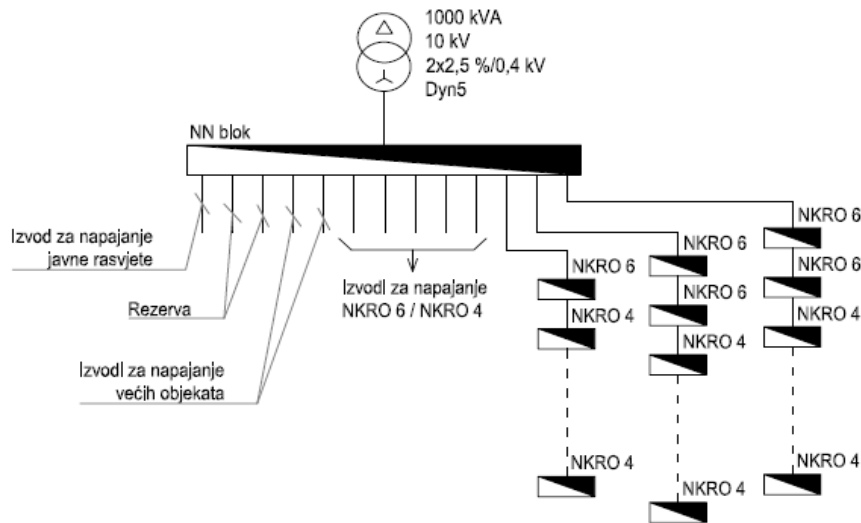 1000 kVA
10 kV
2x2,5 %/0,4 kV
Dyn5
NN blok
Izvod za napajanje
javne rasvjete
Rezerva
IzvodI za napajanje
većih objekata
IzvodI za napajanje
NKRO 6 / NKRO 4
NKRO 6
NKRO 4
NKRO 4
NKRO 6
NKRO 6
NKRO 4
NKRO 4
NKRO 6
NKRO 6
NKRO 4
NKRO 4